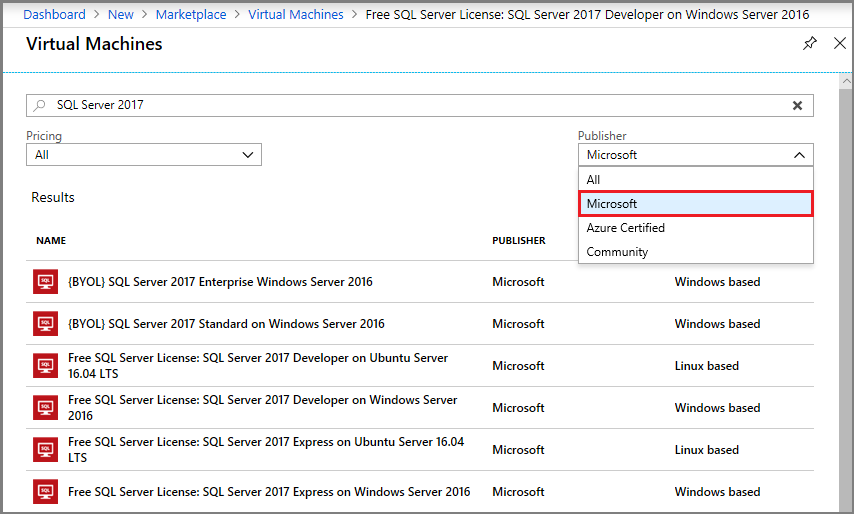 Dashboard > New > Marketplace > Virtual Machines > Free SQL Server License: SQL Server 2017 Developer on Windows Server 2016
Virtual Machines
SQL Server 2017
Pricing
Publisher
All
Microsoft
All
Microsoft
Azure Certified
Community
Results
NAME
PUBLISHER
SQL
{BYOL} SQL Server 2017 Enterprise Windows Server 2016
Microsoft
Windows based
SQL
{BYOL} SQL Server 2017 Standard on Windows Server 2016
Microsoft
Windows based
SQL
Free SQL Server License: SQL Server 2017 Developer on Ubuntu Server
16.04 LTS
Microsoft
Linux based
SQL
Free SQL Server License: SQL Server 2017 Developer on Windows Server
2016
Microsoft
Windows based
SQL
Free SQL Server License: SQL Server 2017 Express on Ubuntu Server 16.04
LTS
Microsoft
Linux based
SQL
Free SQL Server License: SQL Server 2017 Express on Windows Server 2016
Microsoft
Windows based